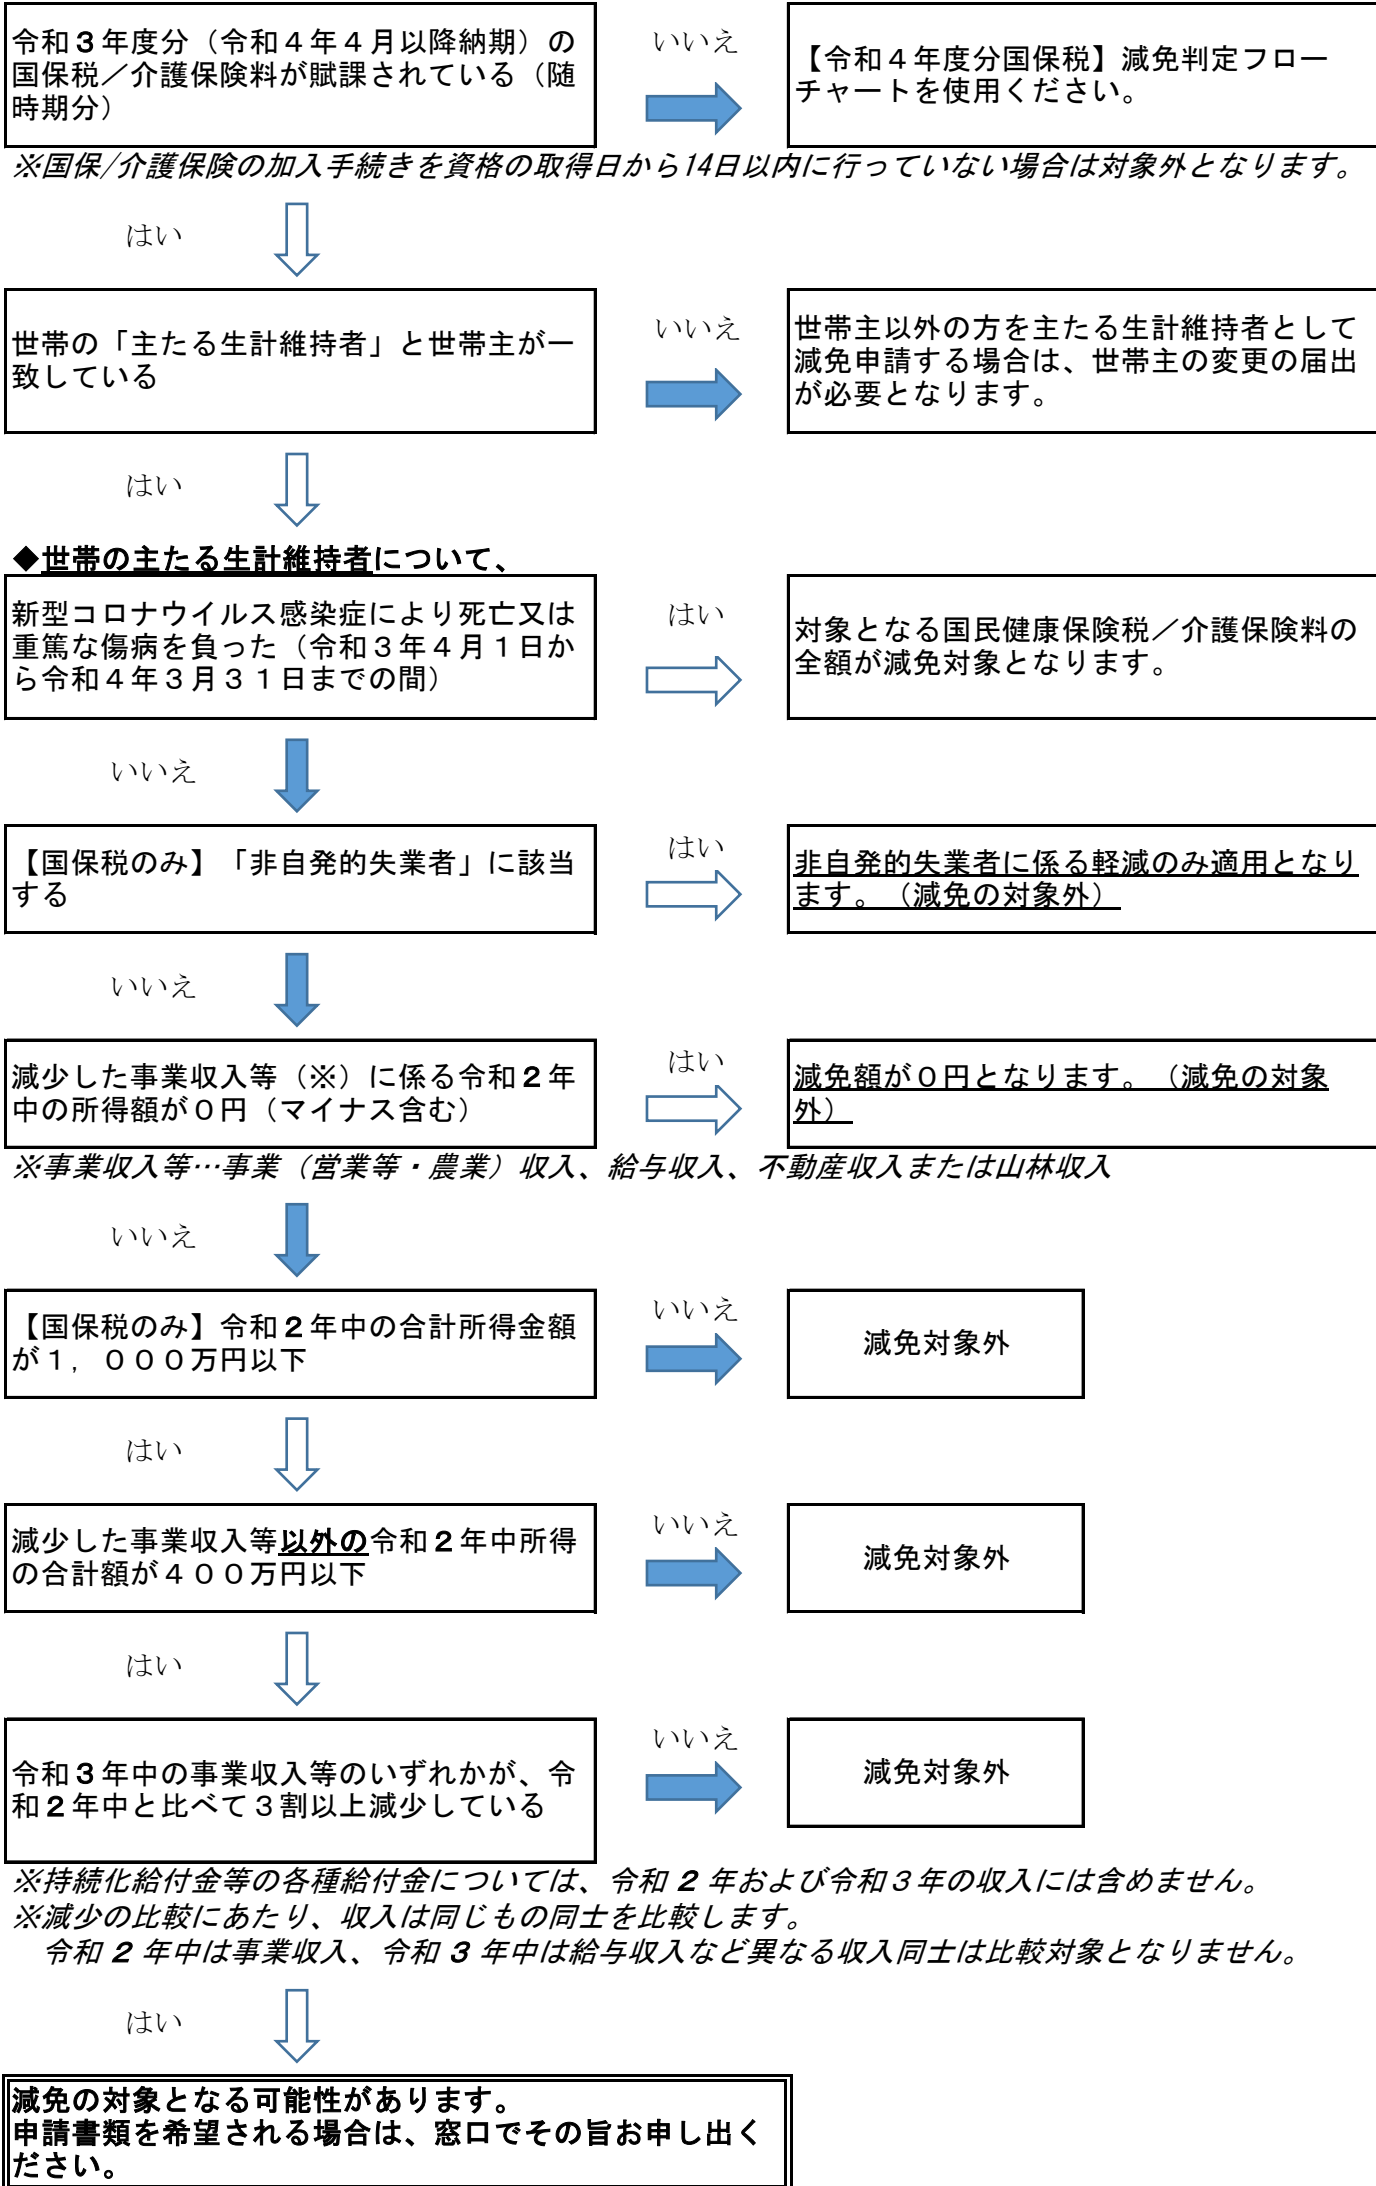 令和３年度分（令和４年４月以降納期）の
国保税／介護保険料が賦課されている（随
時期分）
いいえ
【令和４年度分国保税】減免判定フロー
チャートを使用ください。
※国保/介護保険の加入手続きを資格の取得日から14日以内に行っていない場合は対象外となります。
はい
世帯の「主たる生計維持者」と世帯主が一
致している
いいえ
世帯主以外の方を主たる生計維持者として
減免申請する場合は、世帯主の変更の届出
が必要となります。
はい
◆世帯の主たる生計維持者について、
新型コロナウイルス感染症により死亡又は
重篤な傷病を負った（令和３年４月１日か
ら令和４年３月３１日までの間）
はい
対象となる国民健康保険税／介護保険料の
全額が減免対象となります。
いいえ
【国保税のみ】「非自発的失業者」に該当
する
はい
非自発的失業者に係る軽減のみ適用となり
ます。（減免の対象外）
いいえ
減少した事業収入等（※）に係る令和２年
中の所得額が０円（マイナス含む）
はい
減免額が０円となります。（減免の対象
外）
※事業収入等…事業（営業等・農業）収入、給与収入、不動産収入または山林収入
いいえ
【国保税のみ】令和２年中の合計所得金額
が１，０００万円以下
いいえ
減免対象外
はい
減少した事業収入等以外の令和２年中所得
の合計額が４００万円以下
いいえ
減免対象外
はい
令和３年中の事業収入等のいずれかが、令
和２年中と比べて３割以上減少している
いいえ
減免対象外
※持続化給付金等の各種給付金については、令和２年および令和３年の収入には含めません。
※減少の比較にあたり、収入は同じもの同士を比較します。
令和２年中は事業収入、令和３年中は給与収入など異なる収入同士は比較対象となりません。
はい
減免の対象となる可能性があります。
申請書類を希望される場合は、窓口でその旨お申し出く
ださい。